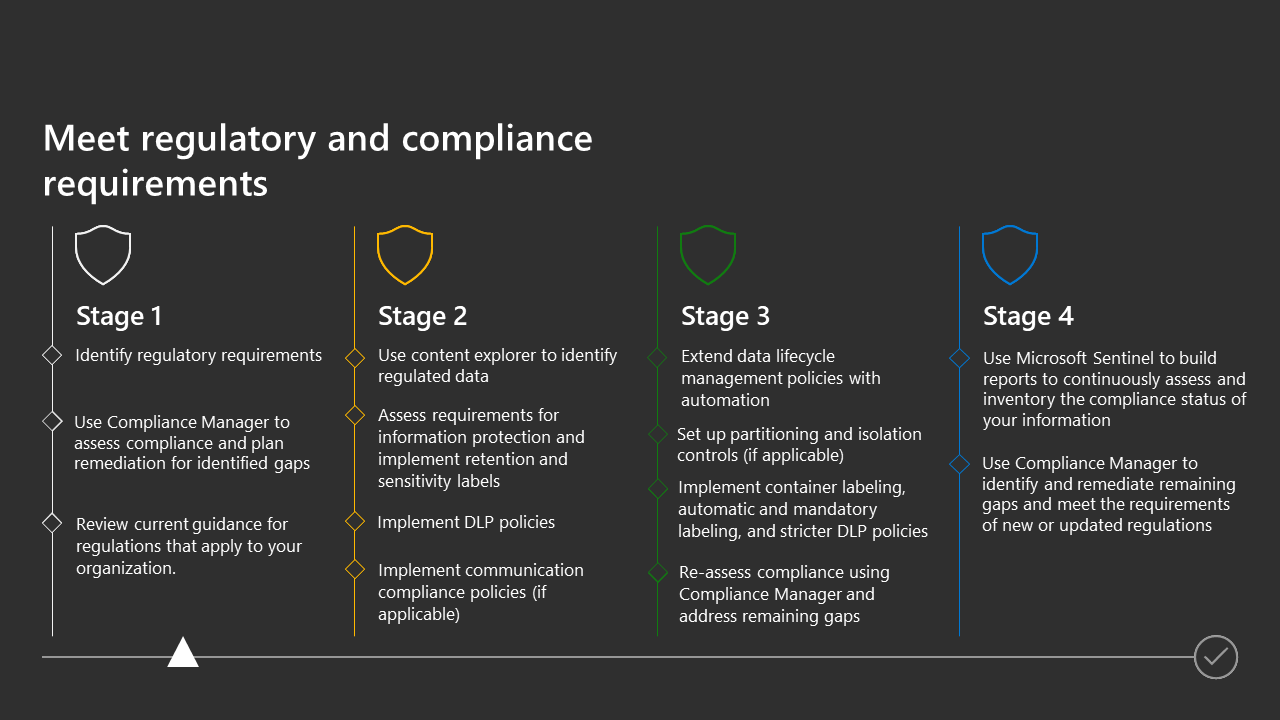 Meet regulatory and compliance
requirements
Stage 1
Identify regulatory requirements
Use Compliance Manager to
assess compliance and plan
remediation for identified gaps
Review current guidance for
regulations that apply to your
organization.
Stage 2
Use content explorer to identify
regulated data
Assess requirements for
information protection and
implement retention and
sensitivity labels
Implement DLP policies
Implement communication
compliance policies (if
applicable)
Stage 3
Extend data lifecycle
management policies with
automation
Set up partitioning and isolation
controls (if applicable)
Implement container labeling,
automatic and mandatory
labeling, and stricter DLP policies
Re-assess compliance using
Compliance Manager and
address remaining gaps
Stage 4
Use Microsoft Sentinel to build
reports to continuously assess and
inventory the compliance status of
your information
Use Compliance Manager to
identify and remediate remaining
gaps and meet the requirements
of new or updated regulations